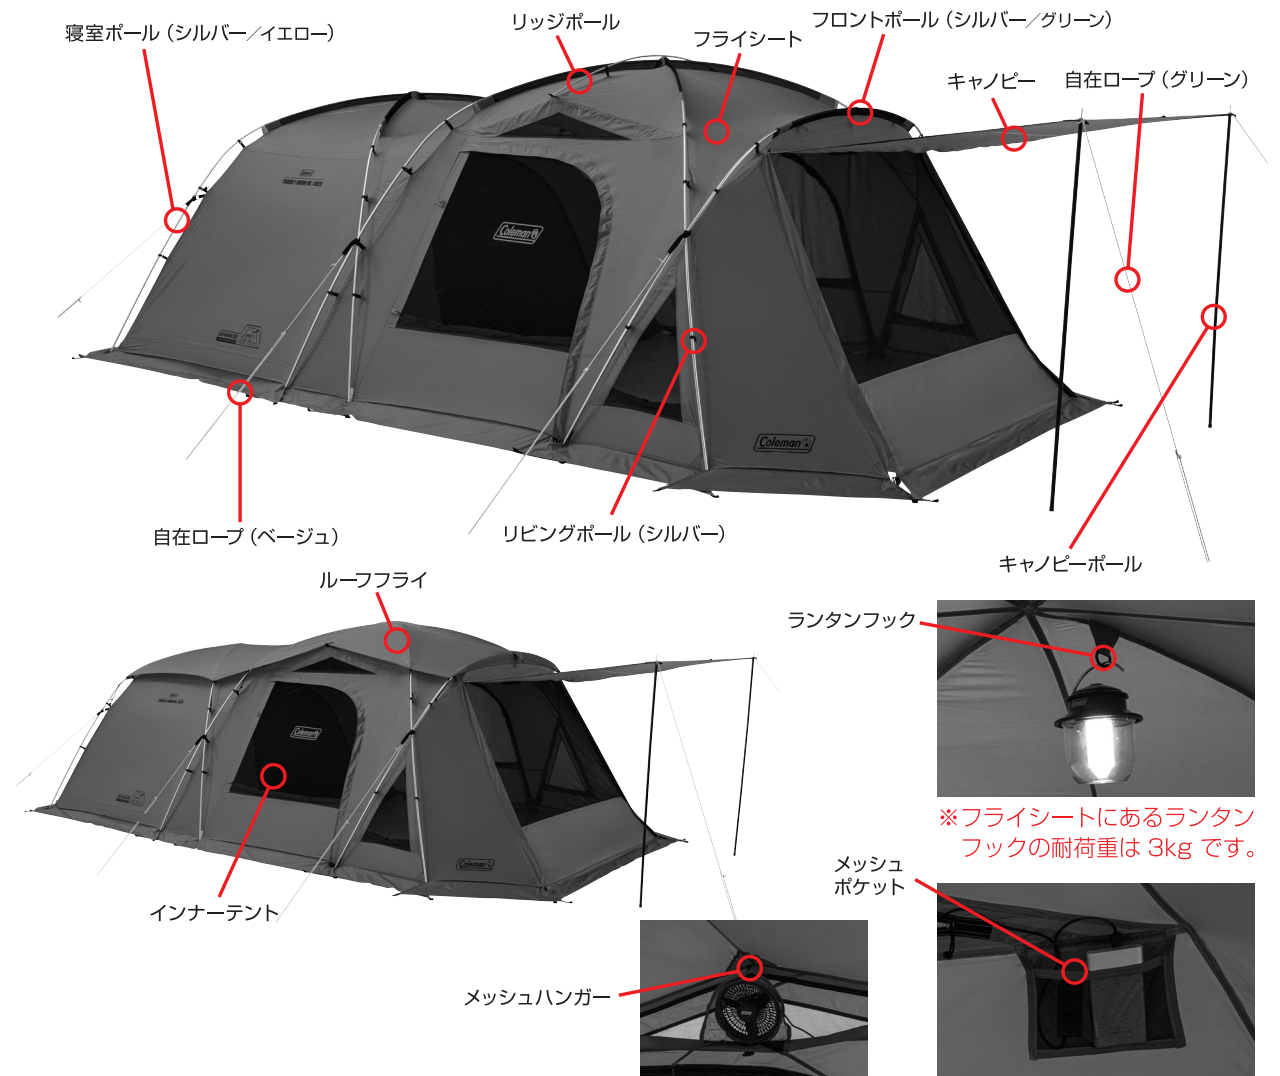 リッジポール
フロントポール（シルバー／グリーン）
寝室ポール（シルバー／イエロー）
フライシート
キャノピー
自在ロープ（グリーン）
Coleman
Coleman
自在ロープ（ベージュ）
リビングポール（シルバー）
キャノピーポール
ルーフフライ
ランタンフック
Coleman
Coleman
※フライシートにあるランタン
フックの耐荷重は 3kg です。
メッシュ
ポケット
インナーテント
メッシュハンガー